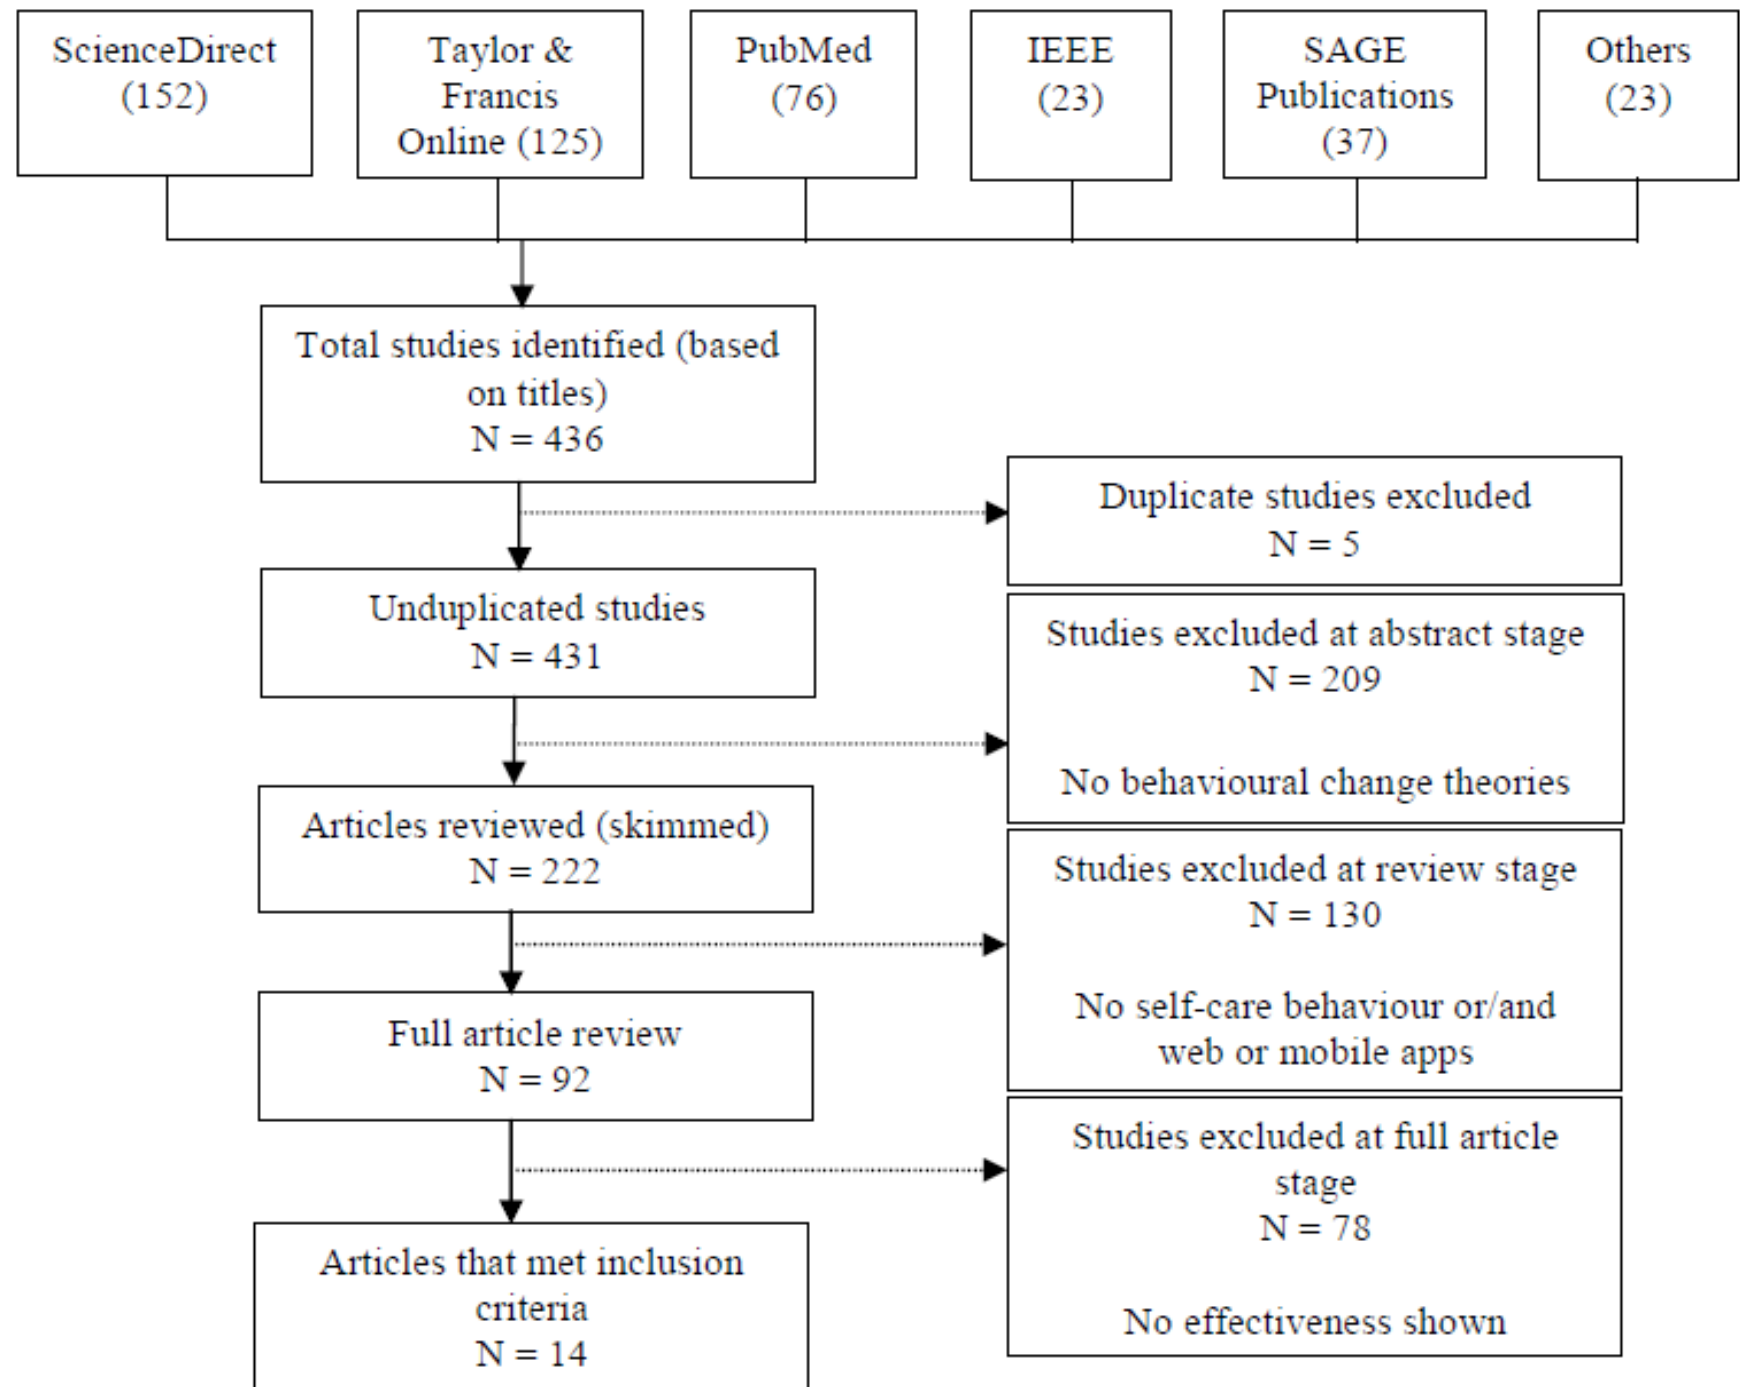 ScienceDirect
(152)
Taylor &
Francis
Online (125)
PubMed
(76)
IEEE
(23)
SAGE
Publications
(37)
Others
(23)
Total studies identified (based
on titles)
N = 436
Duplicate studies excluded
N = 5
Unduplicated studies
N = 431
Studies excluded at abstract stage
N = 209
No behavioural change theories
Articles reviewed (skimmed)
N = 222
Studies excluded at review stage
N = 130
No self-care behaviour or/and
web or mobile apps
Full article review
N = 92
Studies excluded at full article
stage
N = 78
No effectiveness shown
Articles that met inclusion
criteria
N = 14